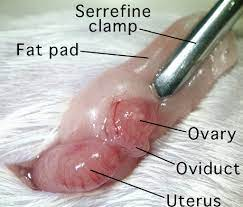 Serrefine
clamp
Fat pad
Ovary
Oviduct
Uterus